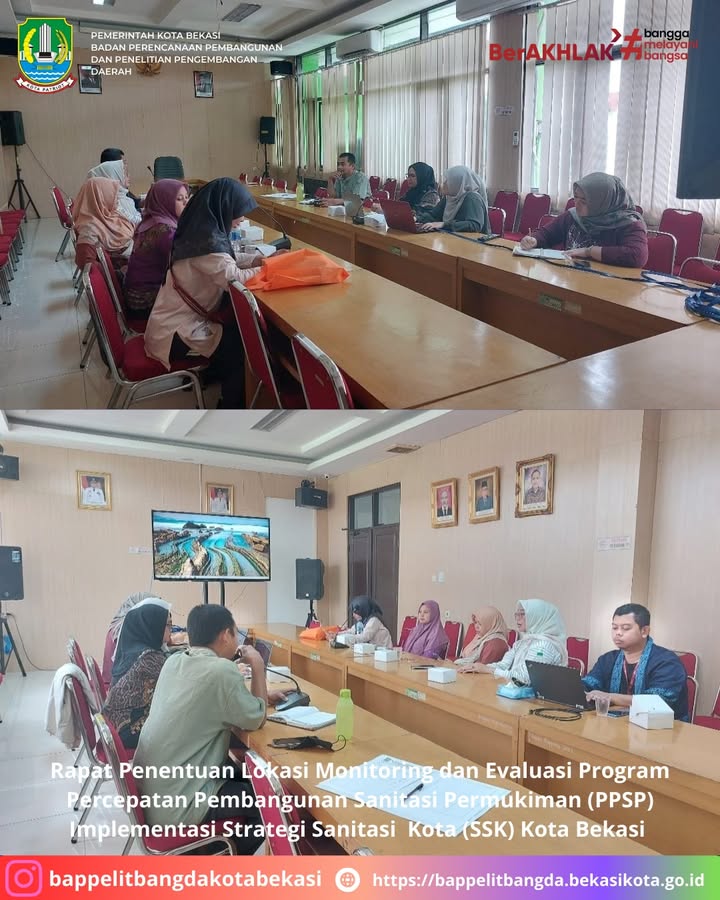 PEMERINTAH KOTA BEKASI
BADAN PERENCANAAN PEMBANGUNAN
DAN PENELITIAN PENGEMBANGAN
DAERAH
KOTA PATRIOT
BerAKHLAK
#
bangga
melayani
bangsa
Rapat Penentuan Lokasi Monitoring dan Evaluasi Program
Percepatan Pembangunan Sanitasi Permukiman (PPSP)
Implementasi Strategi Sanitasi Kota (SSK) Kota Bekasi
bappelitbangdakotabekasi
https://bappelitbangda.bekasikota.go.id